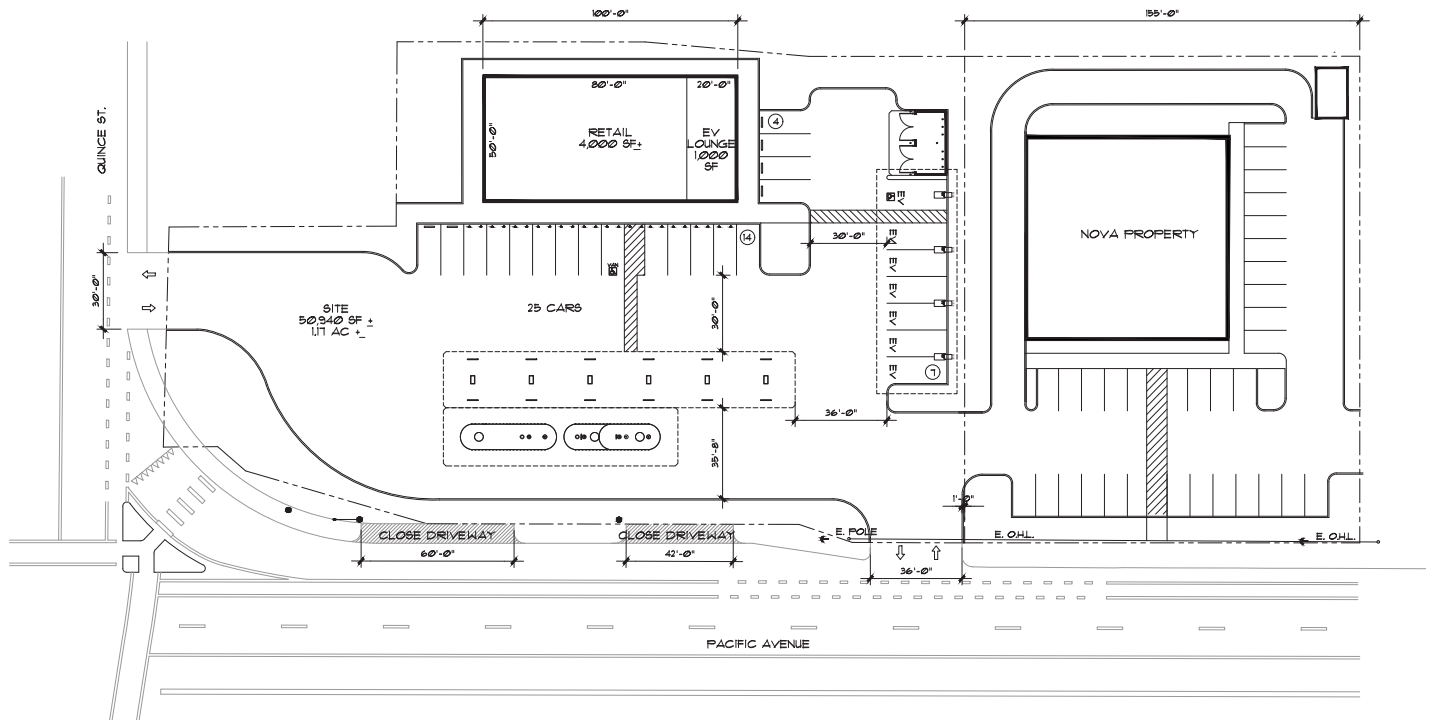 100'-0"
155'-0"
80'-0"
20'-0"
QUINCE ST.
50'-0"
RETAIL
4,000 SF±
EV
LOUNGE
1,000
SF
4
EV
14
30'-0"
EV
NOVA PROPERTY
EV
30'-0"
SITE
50,940 SF ±
1.17 AC ±
25 CARS
30'-0"
EV
EV
EV
EV
7
36'-0"
35'-8"
1'-0"
CLOSE DRIVEWAY
CLOSE DRIVEWAY
E. POLE
E. O.H.L.
E. O.H.L.
60'-0"
42'-0"
36'-0"
PACIFIC AVENUE